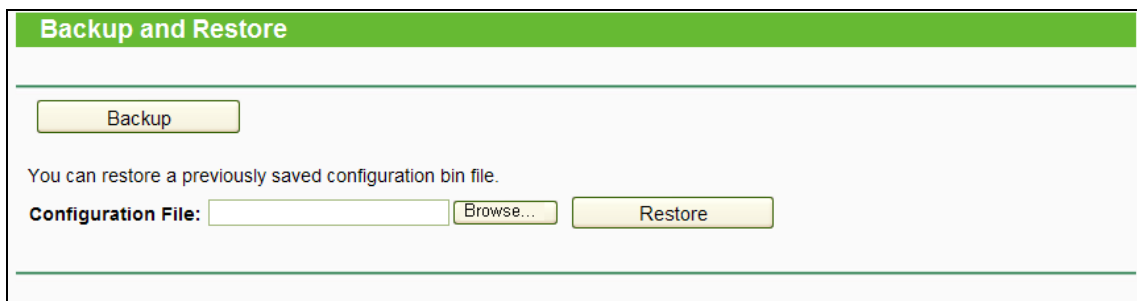 Backup and Restore
Backup
You can restore a previously saved configuration bin file.
Configuration File: Browse... Restore